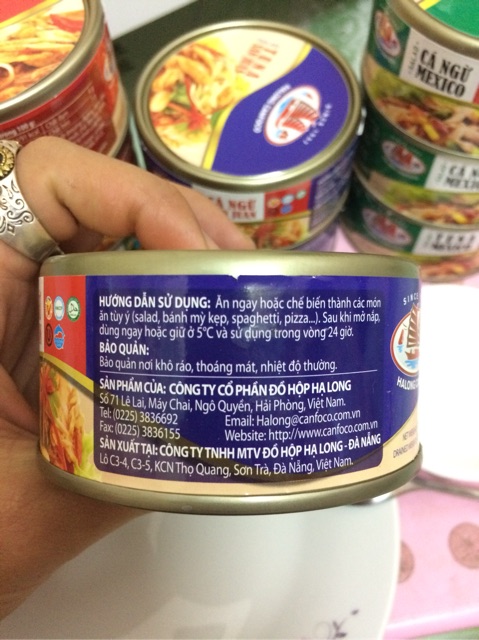 CÁ NGỪ
MEXICO
CÁ NGỪ
HƯỚNG DẪN SỬ DỤNG: Ăn ngay hoặc chế biến thành các món
ăn tùy ý (salad, bánh mỳ kẹp, spaghetti, pizza...). Sau khi mở nắp,
dùng ngay hoặc giữ ở 5°C và sử dụng trong vòng 24 giờ.
BẢO QUẢN:
Bảo quản nơi khô ráo, thoáng mát, nhiệt độ thường.
SẢN PHẨM CỦA: CÔNG TY CỔ PHẦN ĐỒ HỘP HẠ LONG
Số 71 Lê Lai, Máy Chai, Ngô Quyền, Hải Phòng, Việt Nam.
Tel: (0225) 3836692 Email: Halong@canfoco.com.vn
Fax: (0225) 3836155 Website: http://www.canfoco.com.vn
SẢN XUẤT TẠI: CÔNG TY TNHH MTV ĐỒ HỘP HẠ LONG - ĐÀ NẴNG
Lô C3-4, C3-5, KCN Thọ Quang, Sơn Trà, Đà Nẵng, Việt Nam.